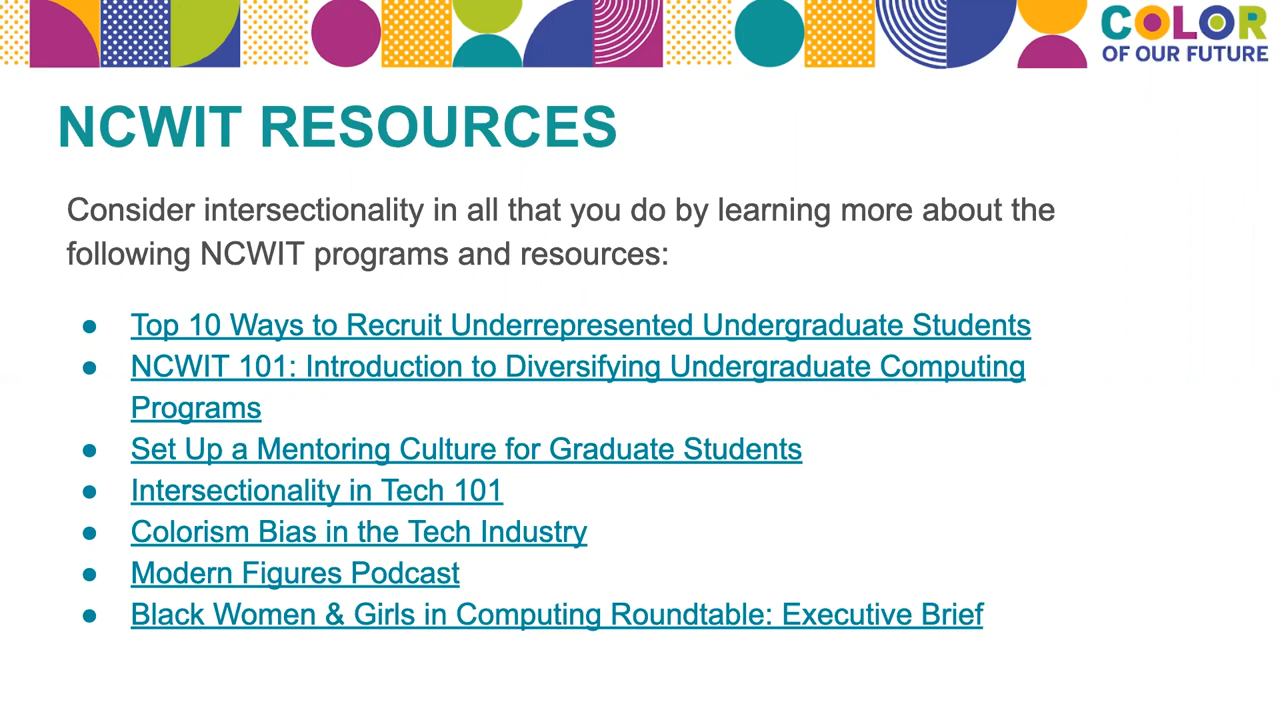 COLOR
OF OUR FUTURE
NCWIT RESOURCES
Consider intersectionality in all that you do by learning more about the
following NCWIT programs and resources:
● Top 10 Ways to Recruit Underrepresented Undergraduate Students
● NCWIT 101: Introduction to Diversifying Undergraduate Computing
Programs
● Set Up a Mentoring Culture for Graduate Students
● Intersectionality in Tech 101
● Colorism Bias in the Tech Industry
● Modern Figures Podcast
● Black Women & Girls in Computing Roundtable: Executive Brief